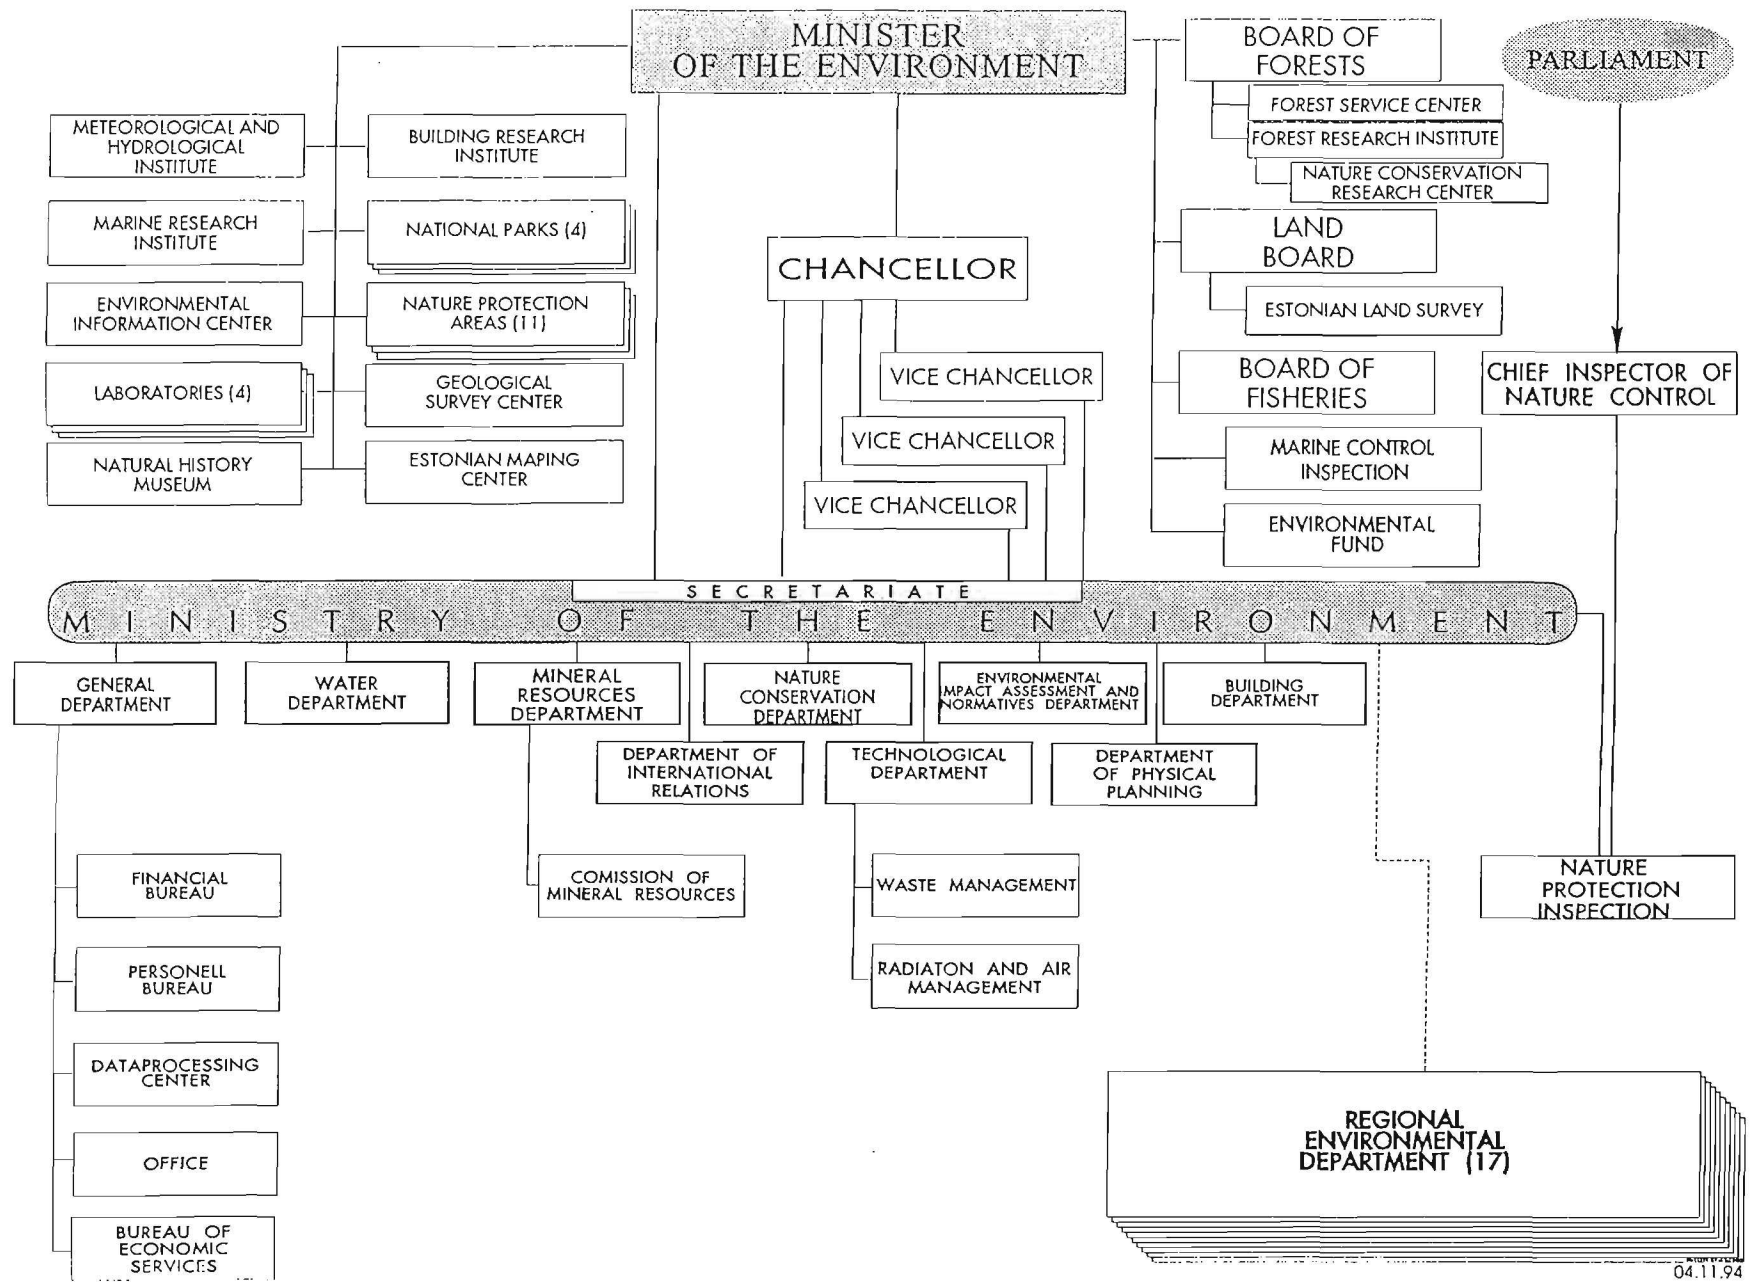 MINISTER
OF THE ENVIRONMENT
BOARD OF
FORESTS
PARLIAMENT
FOREST SERVICE CENTER
FOREST RESEARCH INSTITUTE
NATURE CONSERVATION
RESEARCH CENTER
METEOROLOGICAL AND
HYDROLOGICAL
INSTITUTE
BUILDING RESEARCH
INSTITUTE
MARINE RESEARCH
INSTITUTE
NATIONAL PARKS (4)
ENVIRONMENTAL
INFORMATION CENTER
NATURE PROTECTION
AREAS (11)
LABORATORIES (4)
GEOLOGICAL
SURVEY CENTER
NATURAL HISTORY
MUSEUM
ESTONIAN MAPING
CENTER
CHANCELLOR
VICE CHANCELLOR
VICE CHANCELLOR
VICE CHANCELLOR
LAND
BOARD
ESTONIAN LAND SURVEY
BOARD OF
FISHERIES
MARINE CONTROL
INSPECTION
ENVIRONMENTAL
FUND
CHIEF INSPECTOR OF
NATURE CONTROL
SECRETARIATE
MINISTRY OF THE ENVIRONMENT
GENERAL
DEPARTMENT
WATER
DEPARTMENT
MINERAL
RESOURCES
DEPARTMENT
NATURE
CONSERVATION
DEPARTMENT
ENVIRONMENTAL
IMPACT ASSESSMENT AND
NORMATIVES DEPARTMENT
BUILDING
DEPARTMENT
DEPARTMENT OF
INTERNATIONAL
RELATIONS
TECHNOLOGICAL
DEPARTMENT
DEPARTMENT
OF PHYSICAL
PLANNING
FINANCIAL
BUREAU
COMISSION OF
MINERAL RESOURCES
WASTE MANAGEMENT
NATURE
PROTECTION
INSPECTION
PERSONELL
BUREAU
RADIATON AND AIR
MANAGEMENT
DATAPROCESSING
CENTER
OFFICE
BUREAU OF
ECONOMIC
SERVICES
REGIONAL
ENVIRONMENTAL
DEPARTMENT (17)
04.11.94